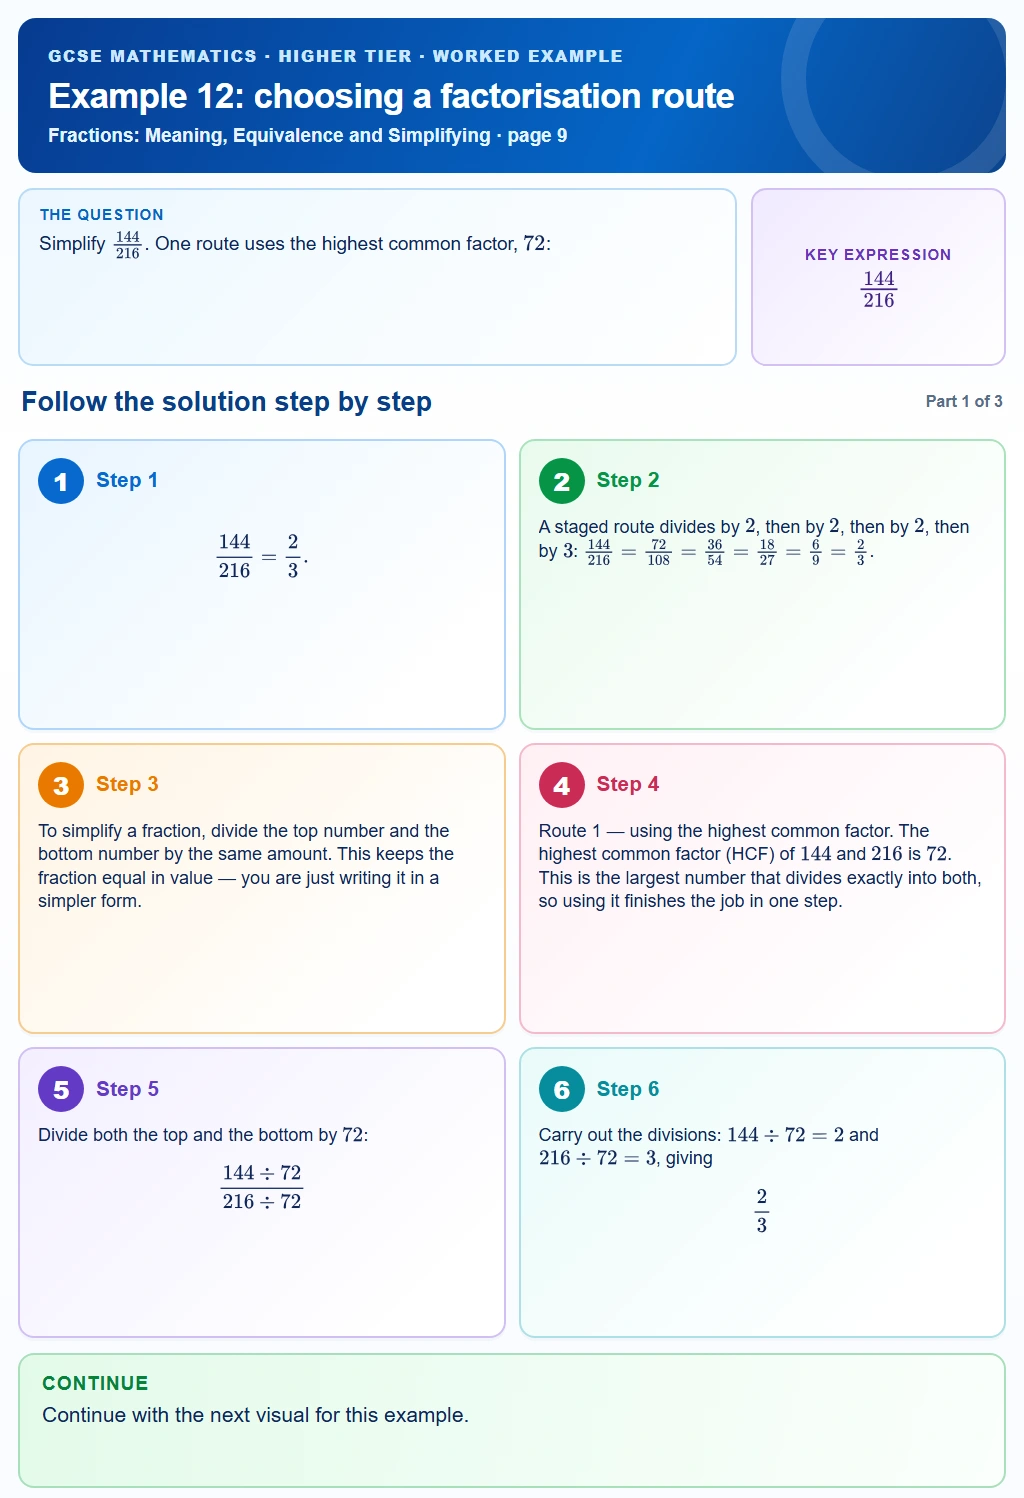 GCSE MATHEMATICS · HIGHER TIER · WORKED EXAMPLE
Example 12: choosing a factorisation route
Fractions: Meaning, Equivalence and Simplifying · page 9
THE QUESTION
Simplify 144/216. One route uses the highest common factor, 72:
KEY EXPRESSION
144/216
Follow the solution step by step
Part 1 of 3
1 Step 1
144/216 = 2/3.
2 Step 2
A staged route divides by 2, then by 2, then by 2, then
by 3: 144/216 = 72/108 = 36/54 = 18/27 = 6/9 = 2/3.
3 Step 3
To simplify a fraction, divide the top number and the
bottom number by the same amount. This keeps the
fraction equal in value — you are just writing it in a
simpler form.
4 Step 4
Route 1 — using the highest common factor. The
highest common factor (HCF) of 144 and 216 is 72.
This is the largest number that divides exactly into both,
so using it finishes the job in one step.
5 Step 5
Divide both the top and the bottom by 72:
144 ÷ 72
216 ÷ 72
6 Step 6
Carry out the divisions: 144 ÷ 72 = 2 and
216 ÷ 72 = 3, giving
2/3
CONTINUE
Continue with the next visual for this example.